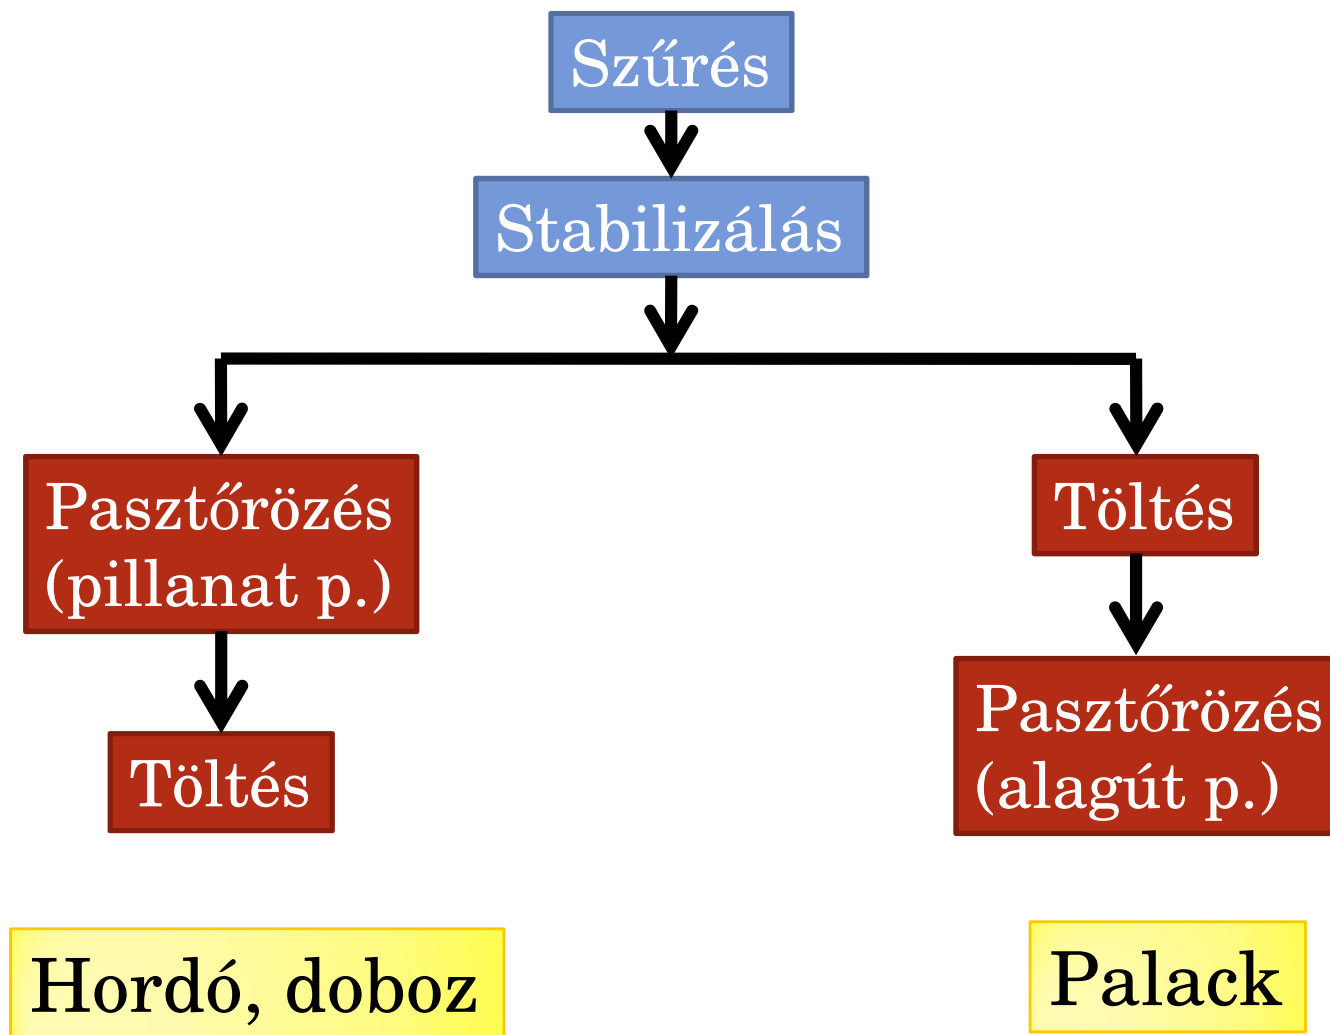 Szűrés
Stabilizálás
Pasztőrözés
(pillanat p.)
Töltés
Töltés
Pasztőrözés
(alagút p.)
Hordó, doboz
Palack